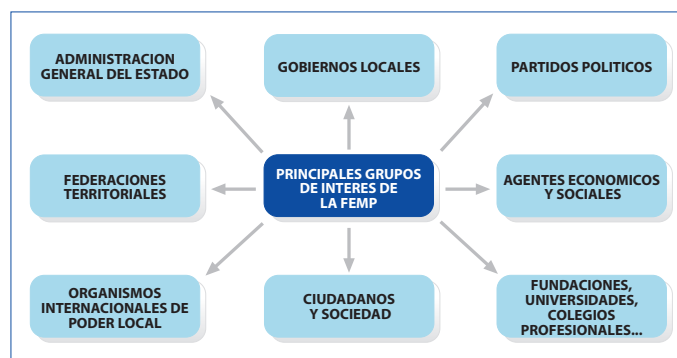 ADMINISTRACION
GENERAL DEL ESTADO
GOBIERNOS LOCALES
PARTIDOS POLITICOS
FEDERACIONES
TERRITORIALES
PRINCIPALES GRUPOS
DE INTERES DE
LA FEMP
AGENTES ECONOMICOS
Y SOCIALES
ORGANISMOS
INTERNACIONALES DE
PODER LOCAL
CIUDADANOS
Y SOCIEDAD
FUNDACIONES,
UNIVERSIDADES,
COLEGIOS
PROFESIONALES...